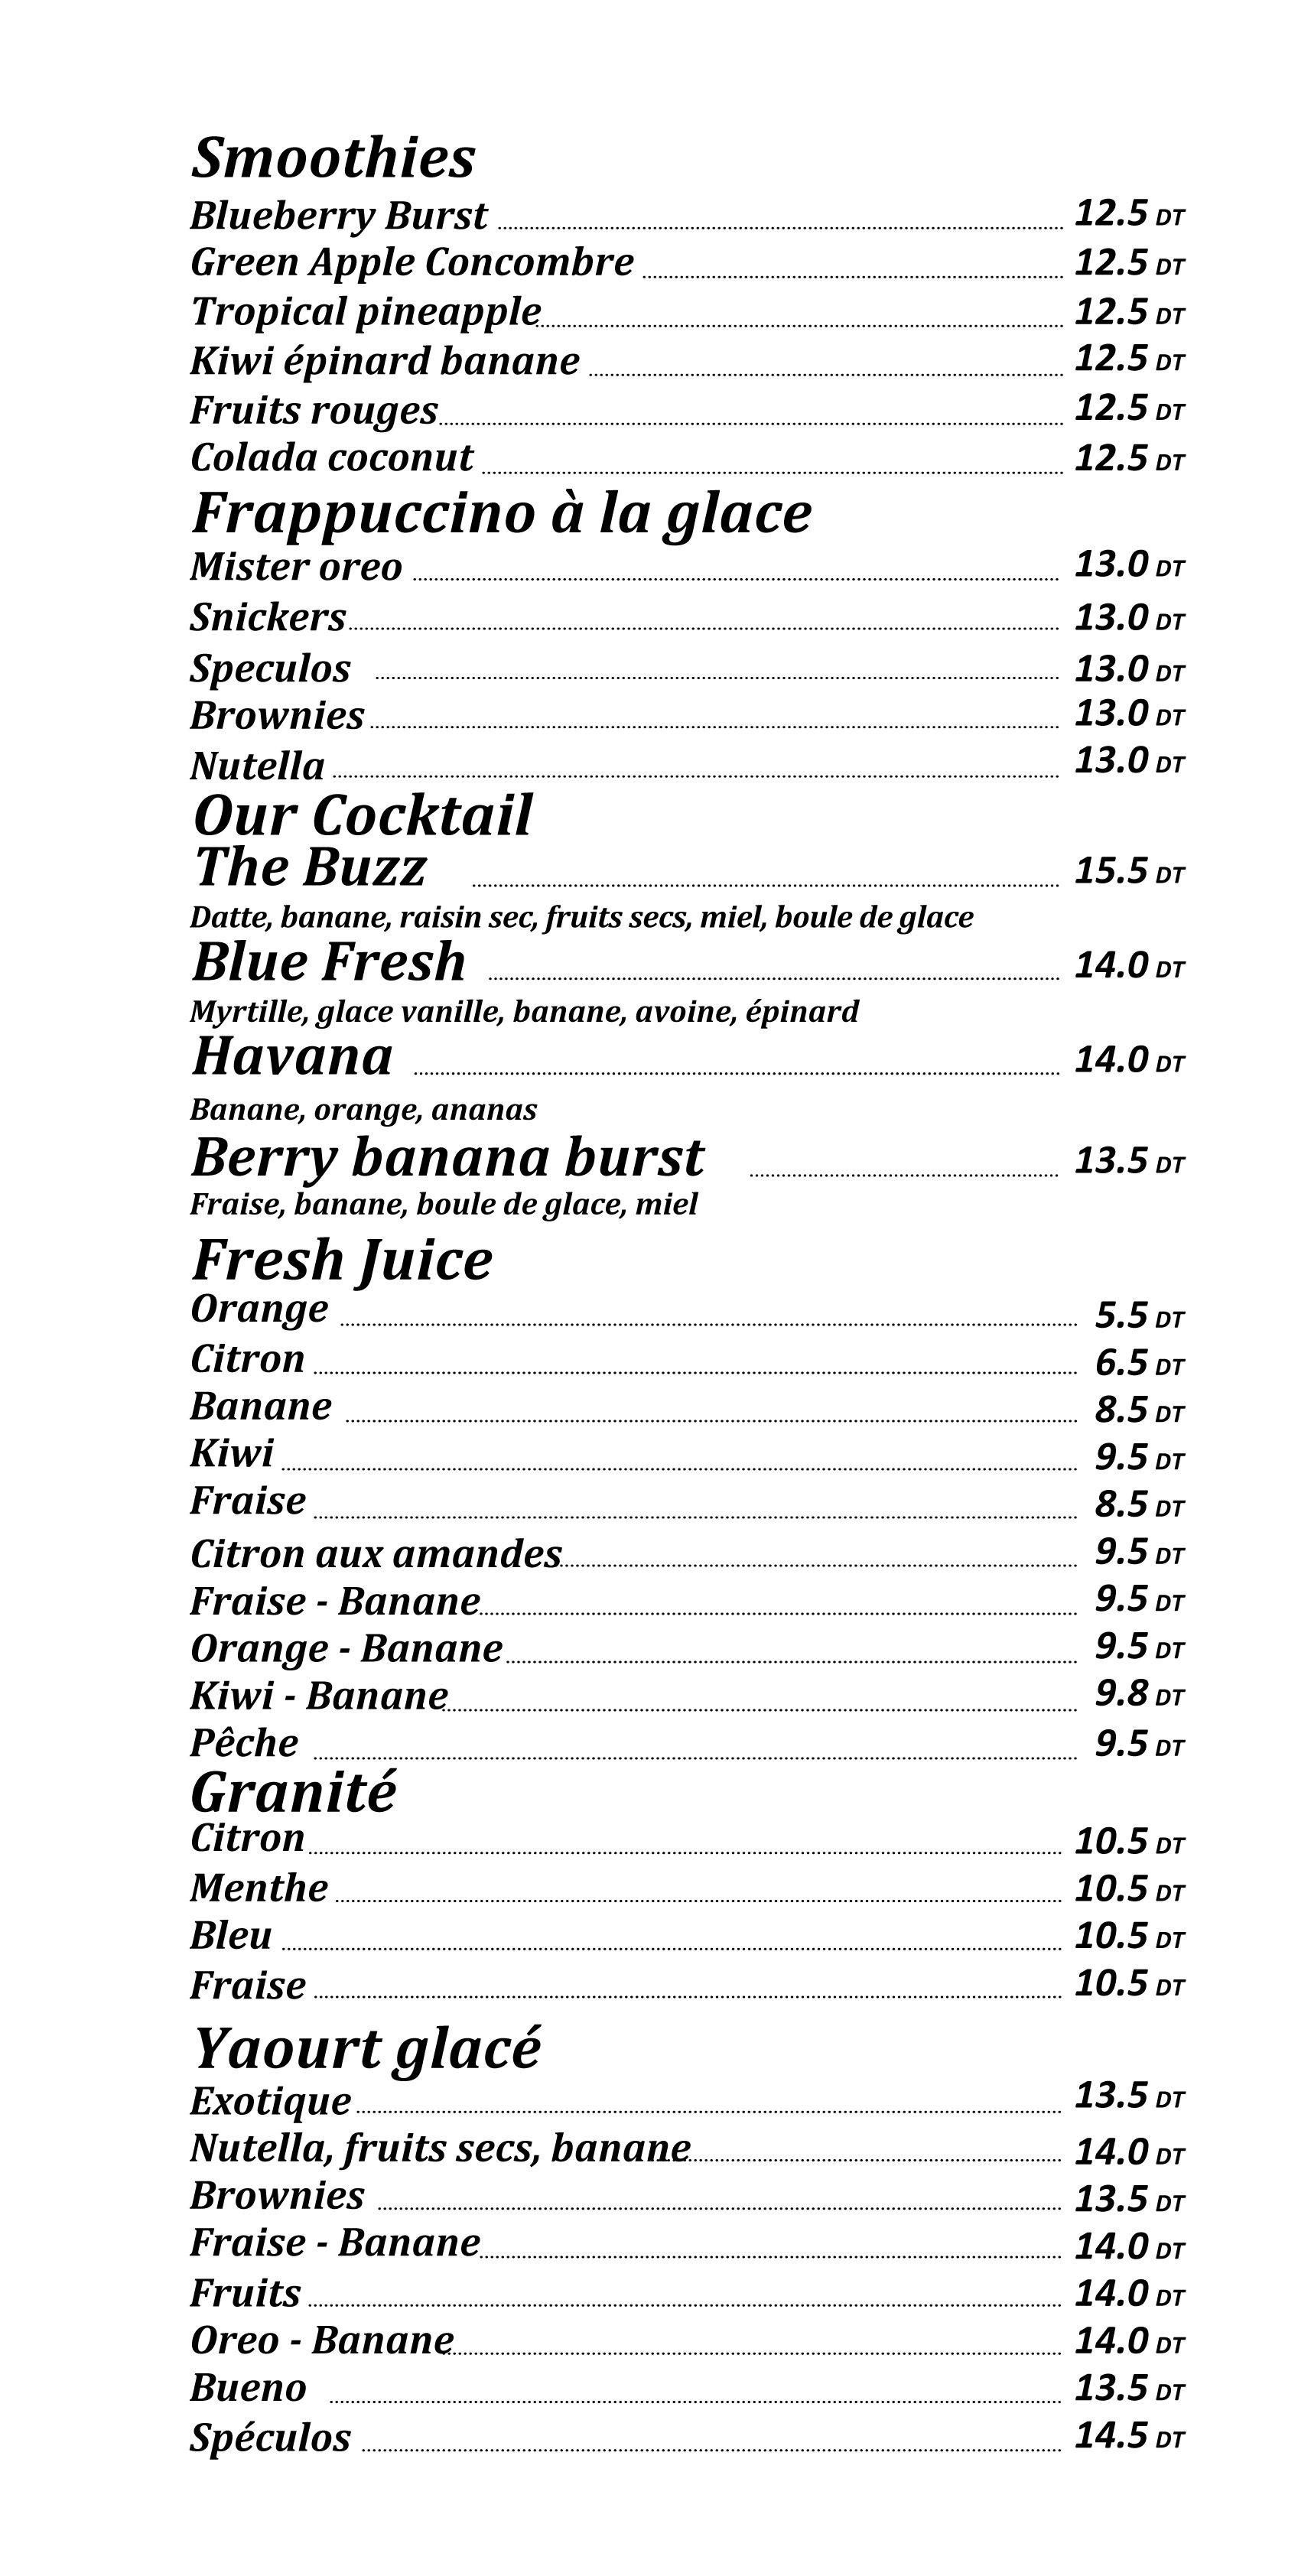 Smoothies
Blueberry Burst 12.5 DT
Green Apple Concombre 12.5 DT
Tropical pineapple 12.5 DT
Kiwi épinard banane 12.5 DT
Fruits rouges 12.5 DT
Colada coconut 12.5 DT
Frappuccino à la glace
Mister oreo 13.0 DT
Snickers 13.0 DT
Speculos 13.0 DT
Brownies 13.0 DT
Nutella 13.0 DT
Our Cocktail
The Buzz 15.5 DT
Datte, banane, raisin sec, fruits secs, miel, boule de glace
Blue Fresh 14.0 DT
Myrtille, glace vanille, banane, avoine, épinard
Havana 14.0 DT
Banane, orange, ananas
Berry banana burst 13.5 DT
Fraise, banane, boule de glace, miel
Fresh Juice
Orange 5.5 DT
Citron 6.5 DT
Banane 8.5 DT
Kiwi 9.5 DT
Fraise 8.5 DT
Citron aux amandes 9.5 DT
Fraise - Banane 9.5 DT
Orange - Banane 9.5 DT
Kiwi - Banane 9.8 DT
Pêche 9.5 DT
Granité
Citron 10.5 DT
Menthe 10.5 DT
Bleu 10.5 DT
Fraise 10.5 DT
Yaourt glacé
Exotique 13.5 DT
Nutella, fruits secs, banane 14.0 DT
Brownies 13.5 DT
Fraise - Banane 14.0 DT
Fruits 14.0 DT
Oreo - Banane 14.0 DT
Bueno 13.5 DT
Spéculos 14.5 DT